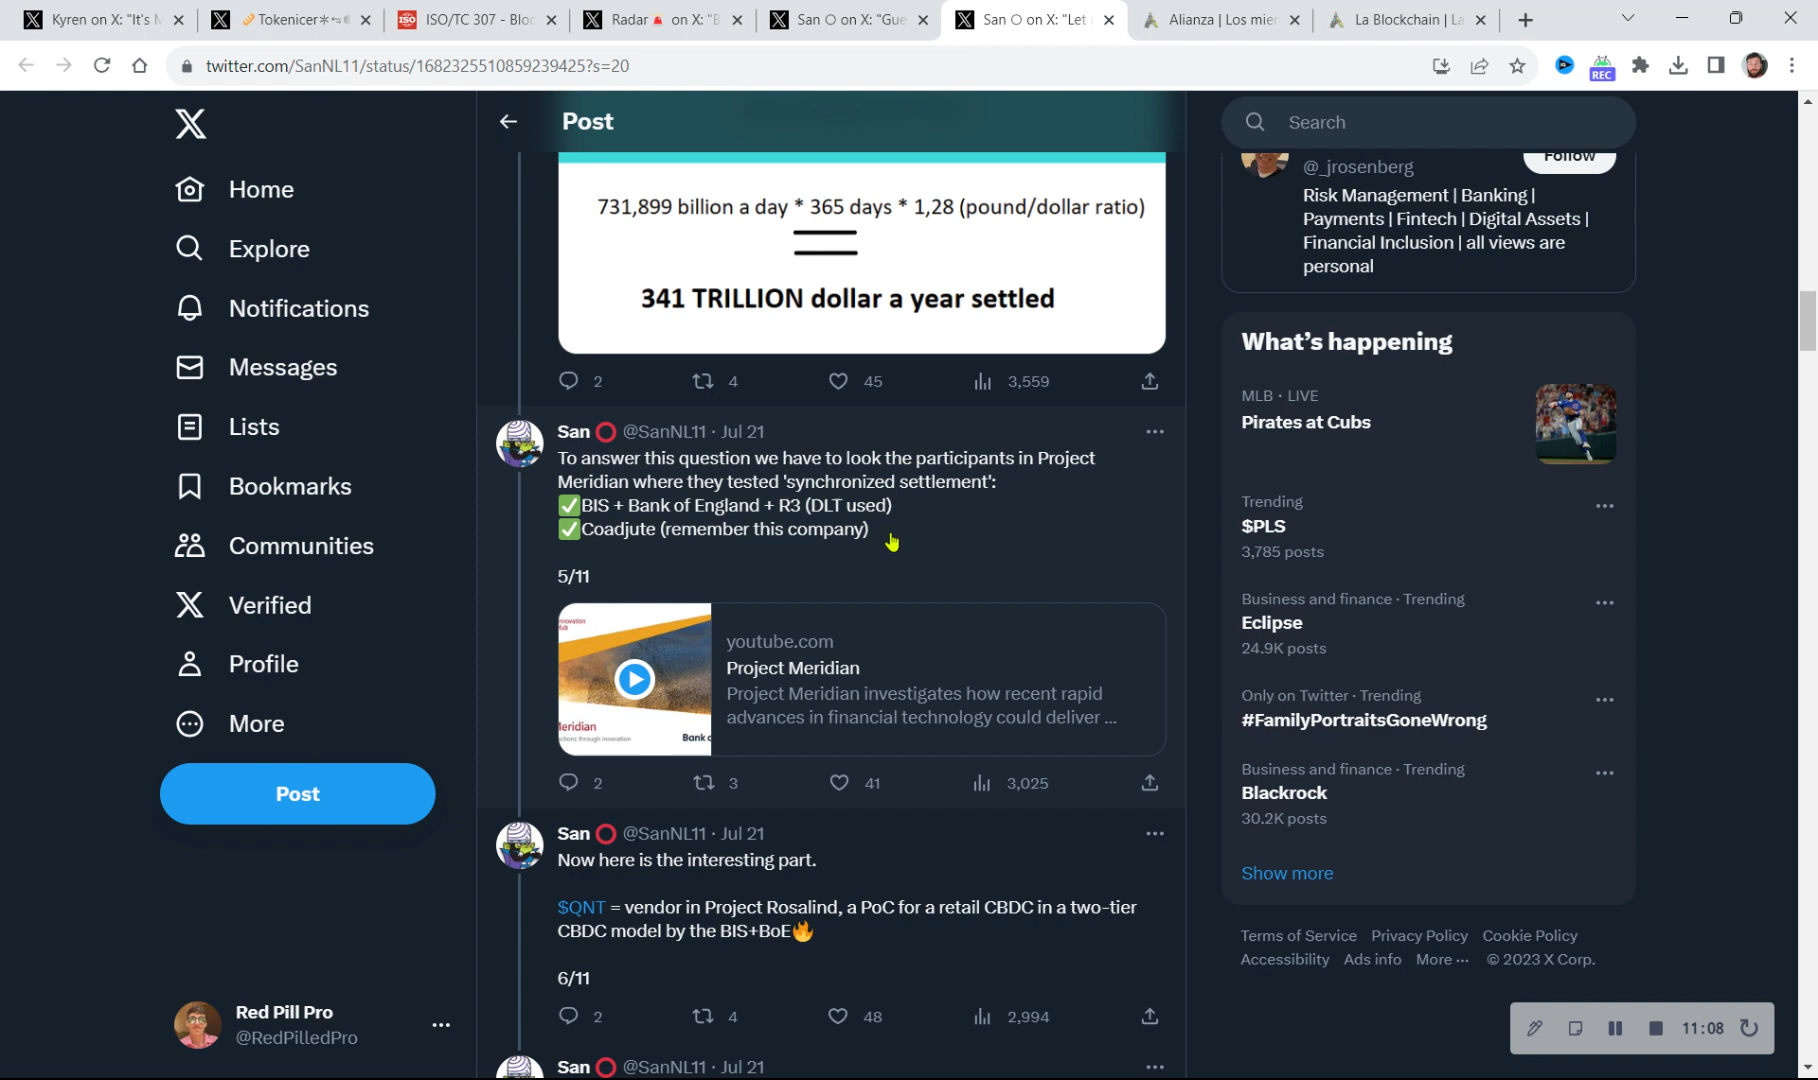 Kyren on X: "It's M
Tokenicer
ISO/TC 307 - Bloc
Radar on X: "B
San on X: "Gue
San on X: "Let
Alianza | Los mie
La Blockchain | La
twitter.com/SanNL11/status/1682325510859239425?s=20
REC
X
Home
Explore
Notifications
Messages
Lists
Bookmarks
Communities
Verified
Profile
More
Post
Red Pill Pro
@RedPilledPro
Post
731,899 billion a day * 365 days * 1,28 (pound/dollar ratio)
341 TRILLION dollar a year settled
2 4 45 3,559
San @SanNL11 · Jul 21
To answer this question we have to look the participants in Project
Meridian where they tested 'synchronized settlement':
✅BIS + Bank of England + R3 (DLT used)
✅Coadjute (remember this company)
5/11
youtube.com
Project Meridian
Project Meridian investigates how recent rapid
advances in financial technology could deliver ...
2 3 41 3,025
San @SanNL11 · Jul 21
Now here is the interesting part.
$QNT = vendor in Project Rosalind, a PoC for a retail CBDC in a two-tier
CBDC model by the BIS+BoE🔥
6/11
2 4 48 2,994
San @SanNL11 · Jul 21
Search
@_jrosenberg
Follow
Risk Management | Banking |
Payments | Fintech | Digital Assets |
Financial Inclusion | all views are
personal
What's happening
MLB · LIVE
Pirates at Cubs
Trending
$PLS
3,785 posts
Business and finance · Trending
Eclipse
24.9K posts
Only on Twitter · Trending
#FamilyPortraitsGoneWrong
Business and finance · Trending
Blackrock
30.2K posts
Show more
Terms of Service Privacy Policy Cookie Policy
Accessibility Ads info More ··· © 2023 X Corp.
11:08